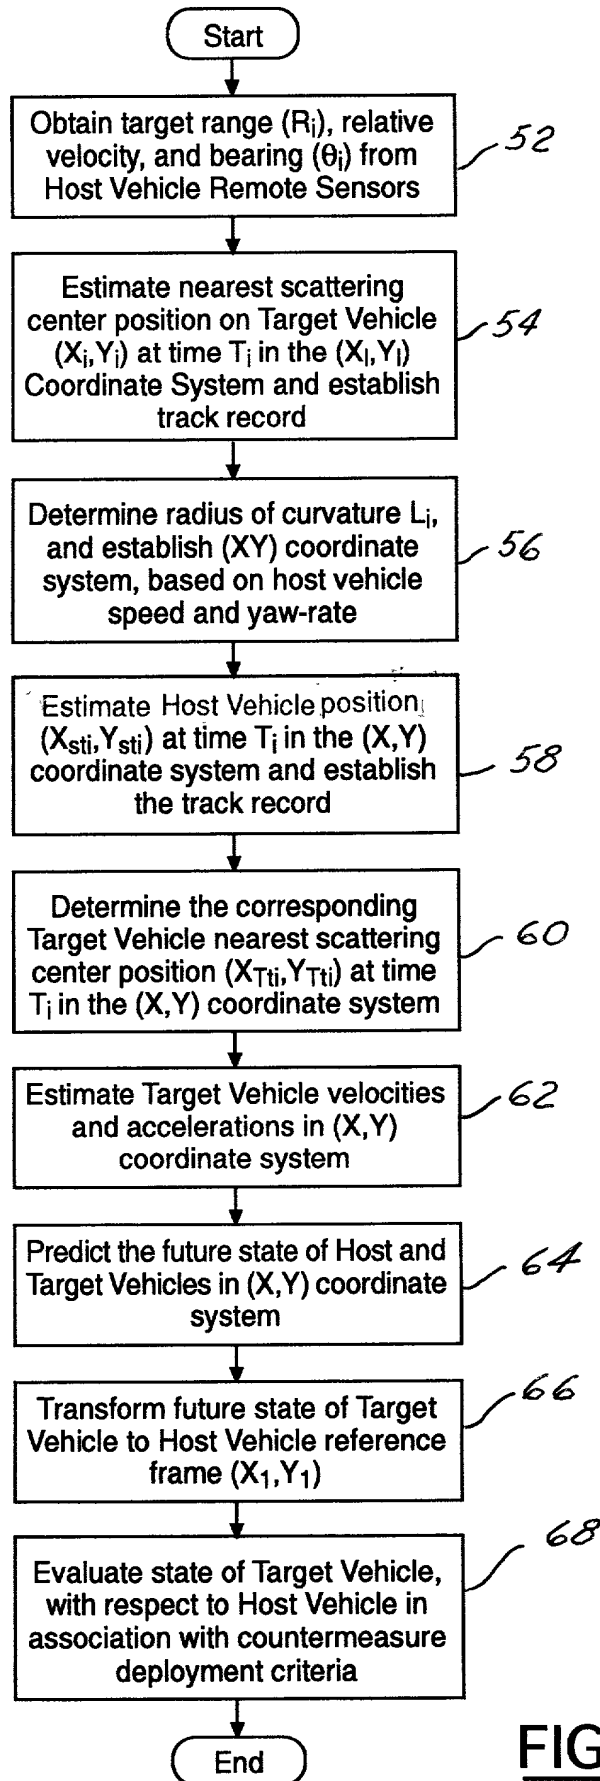 Start
Obtain target range (Rᵢ), relative
velocity, and bearing (θᵢ) from
Host Vehicle Remote Sensors
52
Estimate nearest scattering
center position on Target Vehicle
(Xᵢ,Yᵢ) at time Tᵢ in the (X_l,Y_l)
Coordinate System and establish
track record
54
Determine radius of curvature Lᵢ,
and establish (XY) coordinate
system, based on host vehicle
speed and yaw-rate
56
Estimate Host Vehicle position
(X_sti,Y_sti) at time Tᵢ in the (X,Y)
coordinate system and establish
the track record
58
Determine the corresponding
Target Vehicle nearest scattering
center position (X_Tti,Y_Tti) at time
Tᵢ in the (X,Y) coordinate system
60
Estimate Target Vehicle velocities
and accelerations in (X,Y)
coordinate system
62
Predict the future state of Host and
Target Vehicles in (X,Y) coordinate
system
64
Transform future state of Target
Vehicle to Host Vehicle reference
frame (X₁,Y₁)
66
Evaluate state of Target Vehicle,
with respect to Host Vehicle in
association with countermeasure
deployment criteria
68
End
FIG